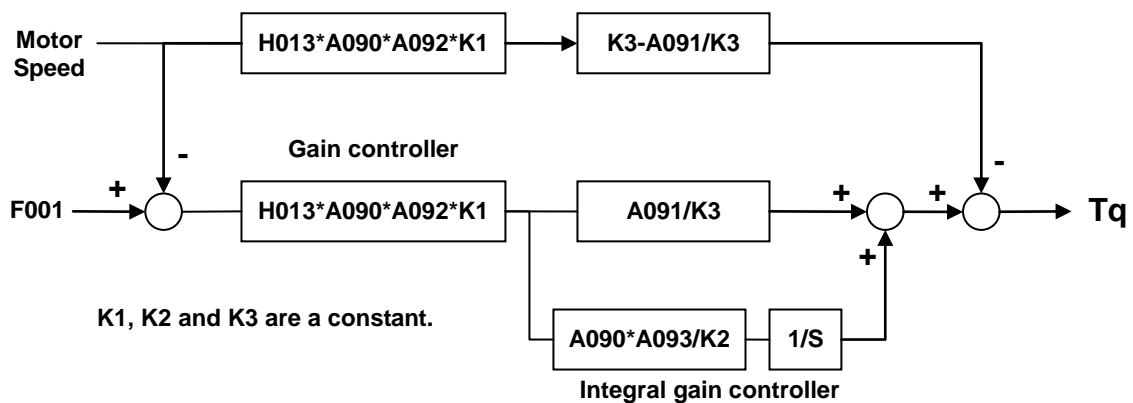 Motor
Speed
H013*A090*A092*K1
K3-A091/K3
-
Gain controller
-
+
F001
H013*A090*A092*K1
A091/K3
+
+
+
Tq
K1, K2 and K3 are a constant.
A090*A093/K2
1/S
Integral gain controller